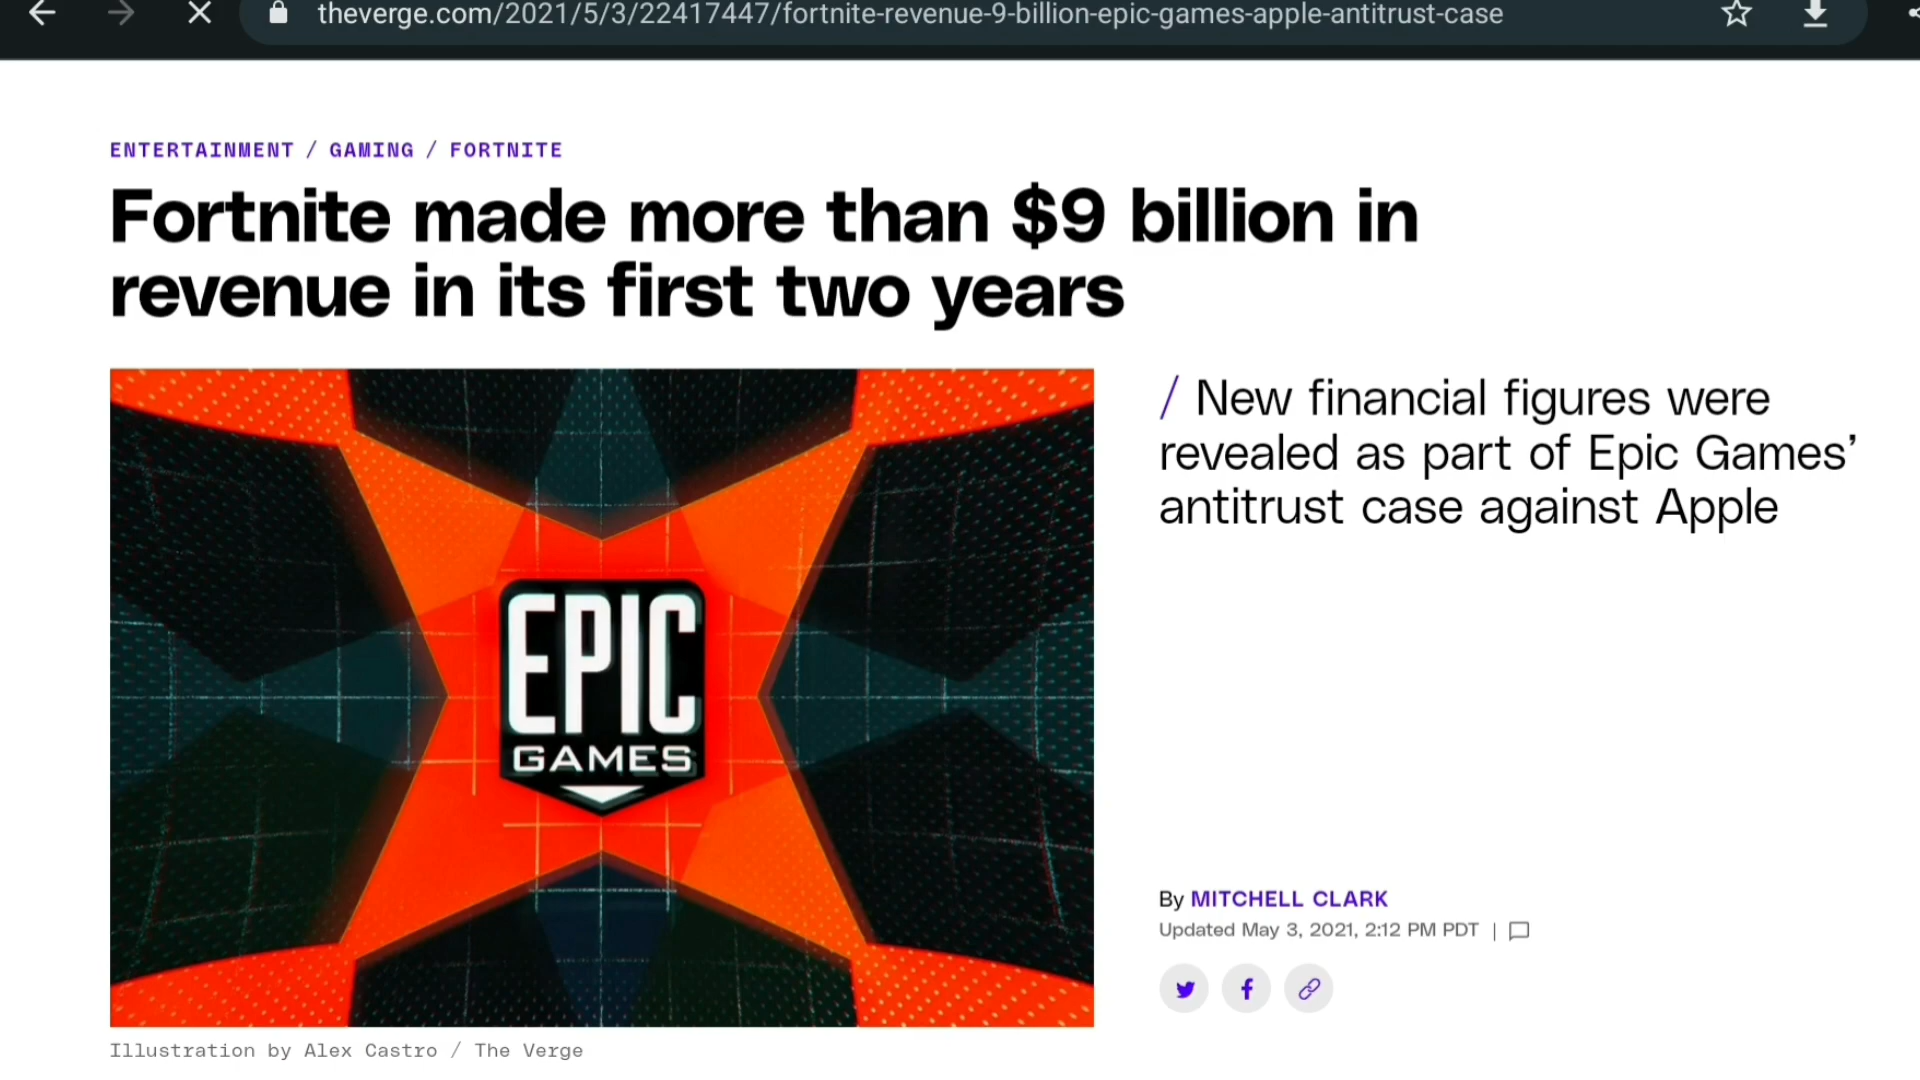 theverge.com/2021/5/3/22417447/fortnite-revenue-9-billion-epic-games-apple-antitrust-case
ENTERTAINMENT / GAMING / FORTNITE
Fortnite made more than $9 billion in
revenue in its first two years
/ New financial figures were
revealed as part of Epic Games’
antitrust case against Apple
EPIC
GAMES
By MITCHELL CLARK
Updated May 3, 2021, 2:12 PM PDT |
Illustration by Alex Castro / The Verge